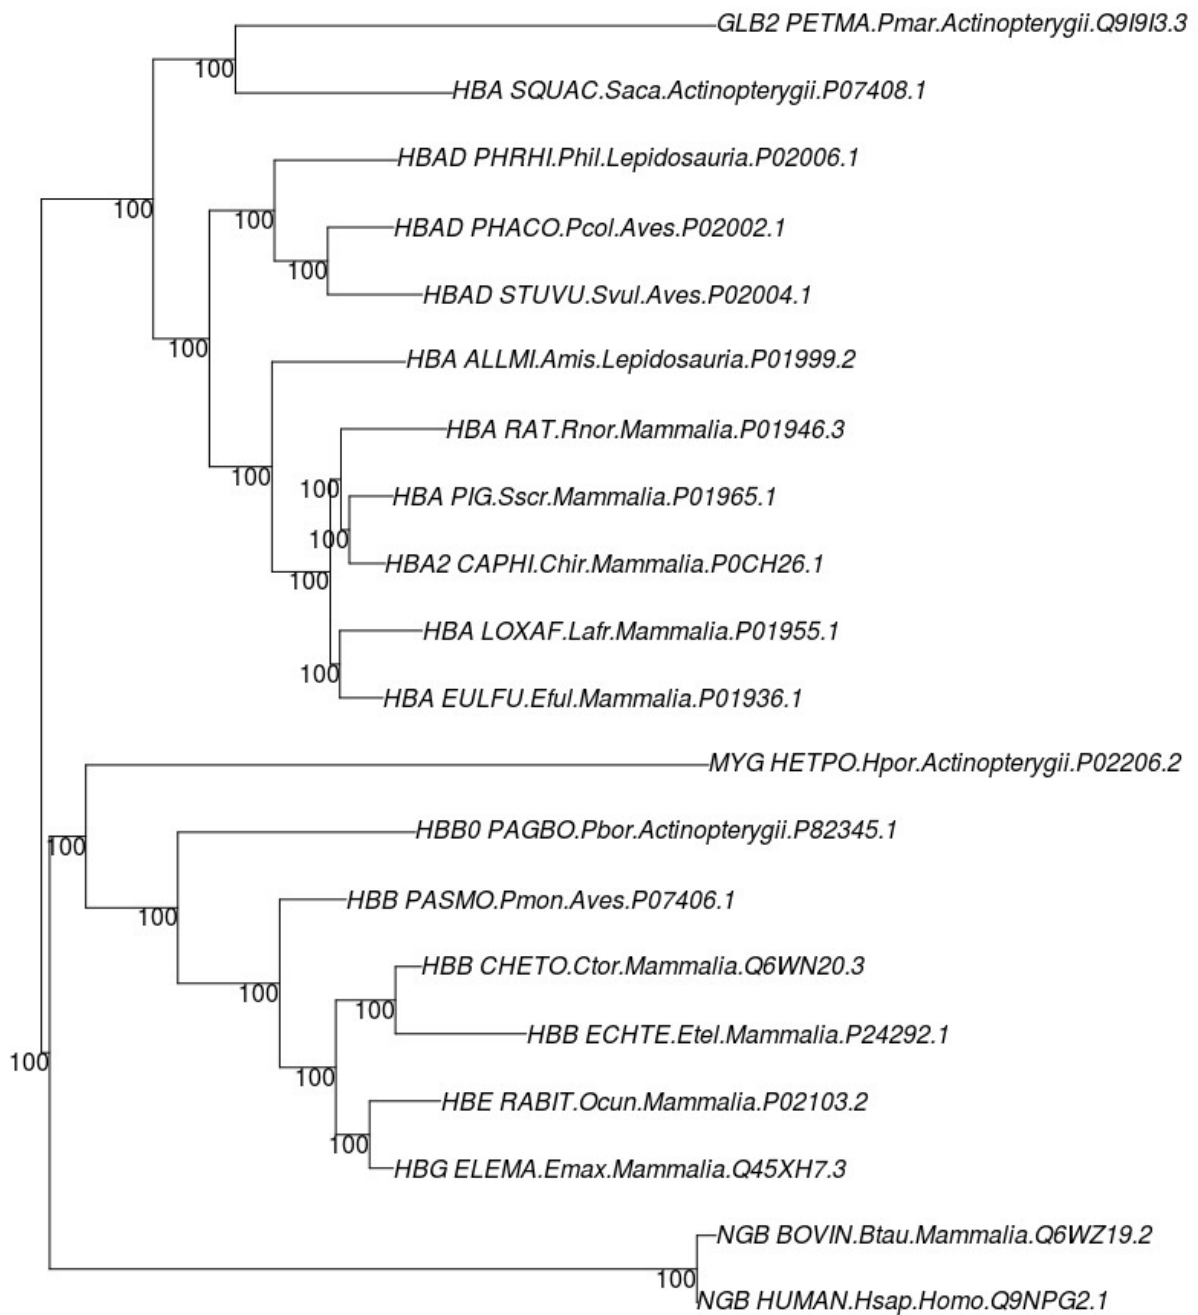 GLB2 PETMA.Pmar.Actinopterygii.Q9I9I3.3
100
HBA SQUAC.Saca.Actinopterygii.P07408.1
HBAD PHRHI.Phil.Lepidosauria.P02006.1
100
100
HBAD PHACO.Pcol.Aves.P02002.1
100
HBAD STUVU.Svul.Aves.P02004.1
100
HBA ALLMI.Amis.Lepidosauria.P01999.2
HBA RAT.Rnor.Mammalia.P01946.3
100
100
HBA PIG.Sscr.Mammalia.P01965.1
100
HBA2 CAPHI.Chir.Mammalia.P0CH26.1
100
HBA LOXAF.Lafr.Mammalia.P01955.1
100
HBA EULFU.Eful.Mammalia.P01936.1
MYG HETPO.Hpor.Actinopterygii.P02206.2
HBB0 PAGBO.Pbor.Actinopterygii.P82345.1
100
HBB PASMO.Pmon.Aves.P07406.1
100
HBB CHETO.Ctor.Mammalia.Q6WN20.3
100
100
HBB ECHTE.Etel.Mammalia.P24292.1
100
100
HBE RABIT.Ocun.Mammalia.P02103.2
100
HBG ELEMA.Emax.Mammalia.Q45XH7.3
NGB BOVIN.Btau.Mammalia.Q6WZ19.2
100
NGB HUMAN.Hsap.Homo.Q9NPG2.1